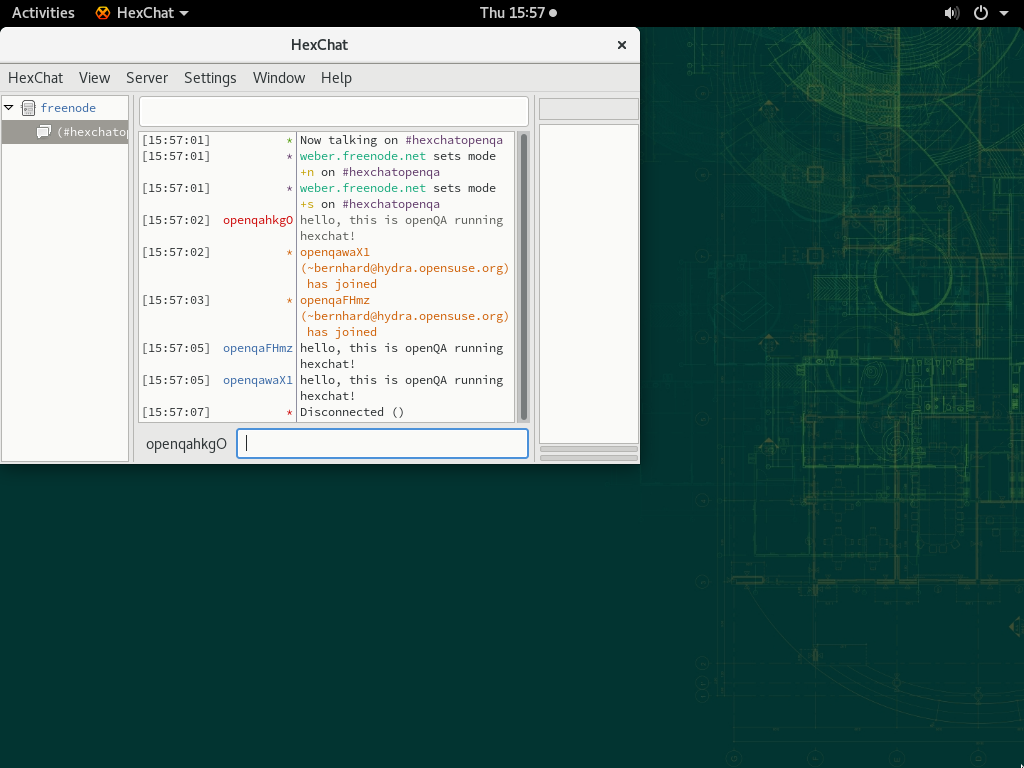 Activities HexChat Thu 15:57
HexChat
HexChat View Server Settings Window Help
freenode
(#hexchatop
[15:57:01] * Now talking on #hexchatopenqa
[15:57:01] * weber.freenode.net sets mode
+n on #hexchatopenqa
[15:57:01] * weber.freenode.net sets mode
+s on #hexchatopenqa
[15:57:02] openqahkgO hello, this is openQA running
hexchat!
[15:57:02] * openqawaX1
(~bernhard@hydra.opensuse.org)
has joined
[15:57:03] * openqaFHmz
(~bernhard@hydra.opensuse.org)
has joined
[15:57:05] openqaFHmz hello, this is openQA running
hexchat!
[15:57:05] openqawaX1 hello, this is openQA running
hexchat!
[15:57:07] * Disconnected ()
openqahkgO